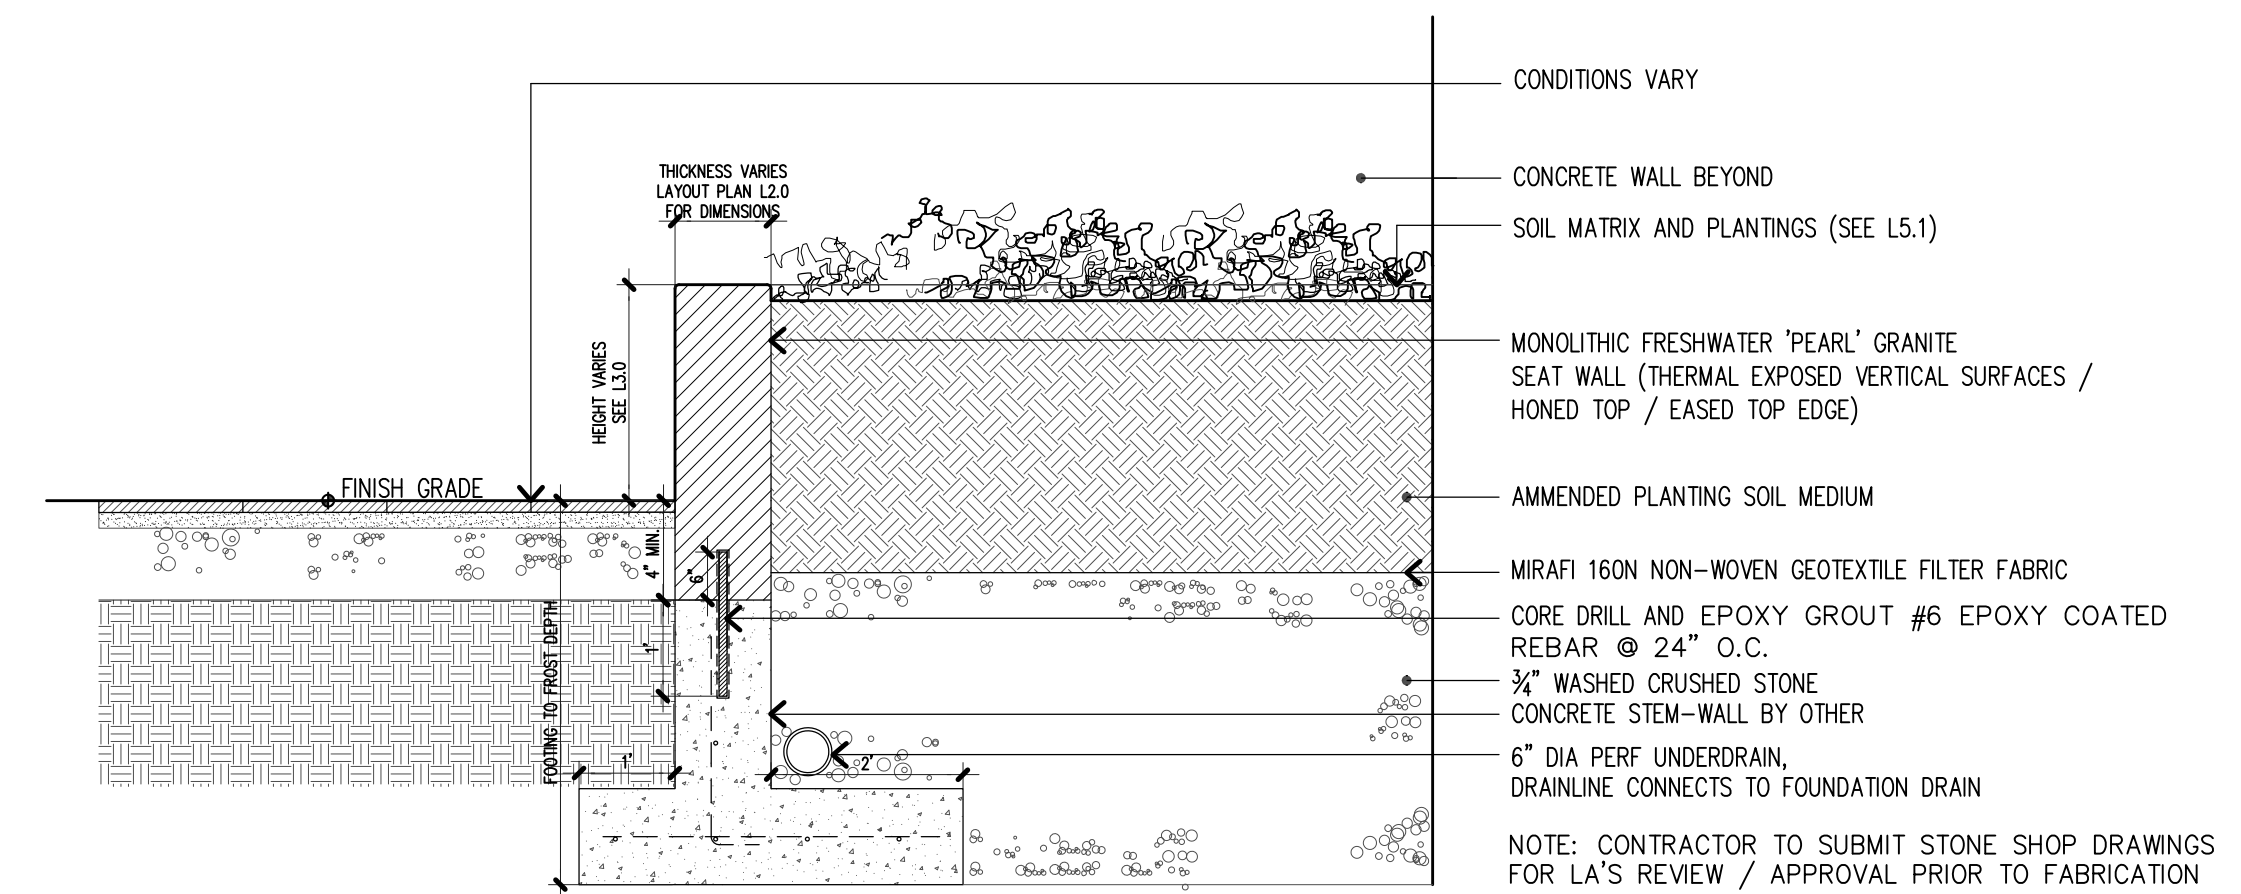 CONDITIONS VARY
THICKNESS VARIES
LAYOUT PLAN L2.0
FOR DIMENSIONS
CONCRETE WALL BEYOND
SOIL MATRIX AND PLANTINGS (SEE L5.1)
HEIGHT VARIES
SEE L3.0
MONOLITHIC FRESHWATER 'PEARL' GRANITE
SEAT WALL (THERMAL EXPOSED VERTICAL SURFACES /
HONED TOP / EASED TOP EDGE)
FINISH GRADE
AMMENDED PLANTING SOIL MEDIUM
4" MIN.
6"
MIRAFI 160N NON-WOVEN GEOTEXTILE FILTER FABRIC
CORE DRILL AND EPOXY GROUT #6 EPOXY COATED
REBAR @ 24" O.C.
1'
FOOTING TO FROST DEPTH
¾" WASHED CRUSHED STONE
CONCRETE STEM-WALL BY OTHER
1'
2'
6" DIA PERF UNDERDRAIN,
DRAINLINE CONNECTS TO FOUNDATION DRAIN
NOTE: CONTRACTOR TO SUBMIT STONE SHOP DRAWINGS
FOR LA'S REVIEW / APPROVAL PRIOR TO FABRICATION